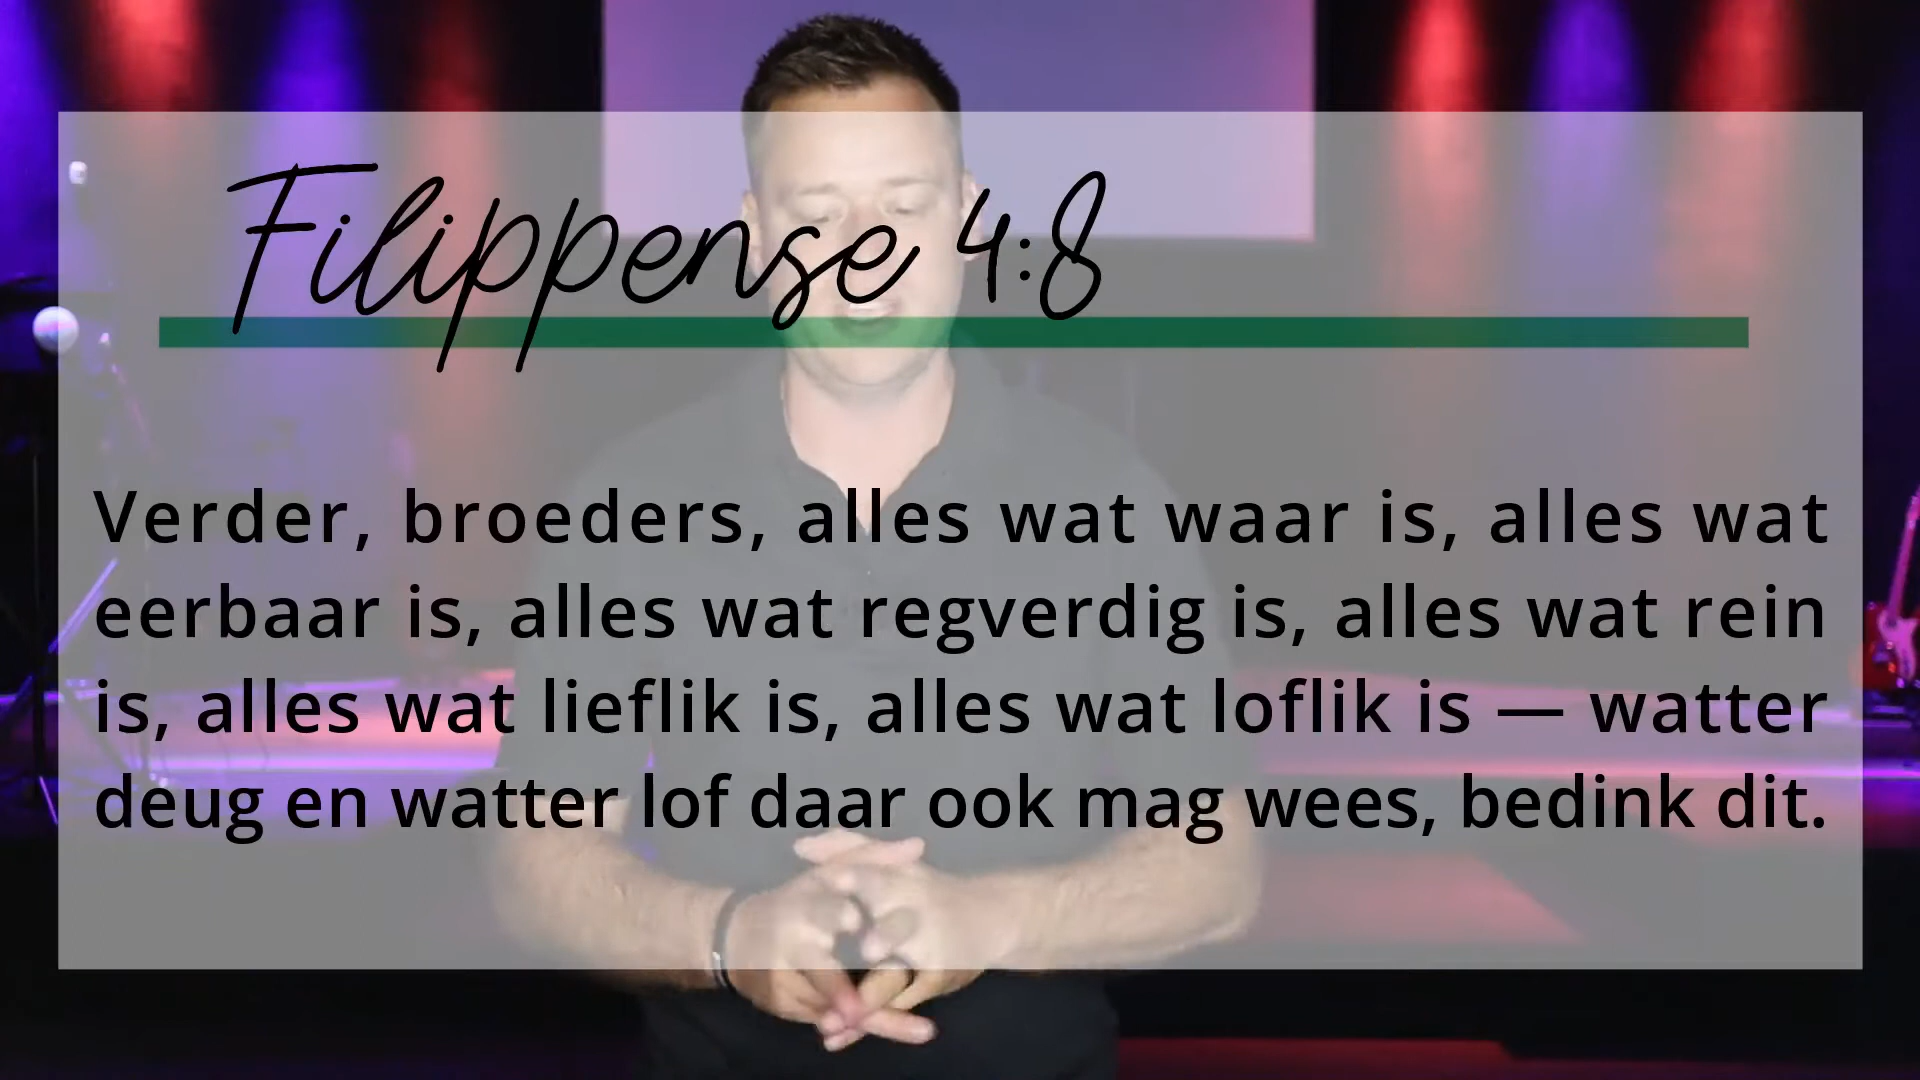 Filippense 4:8
Verder, broeders, alles wat waar is, alles wat
eerbaar is, alles wat regverdig is, alles wat rein
is, alles wat lieflik is, alles wat loflik is — watter
deug en watter lof daar ook mag wees, bedink dit.